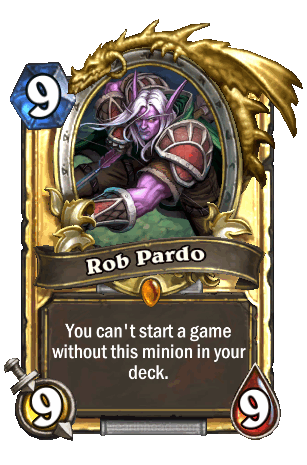 9
Rob Pardo
You can't start a game
without this minion in your
deck.
9
9